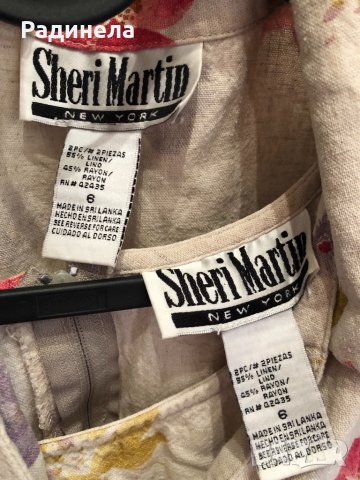 Радинела
Sheri Martin
NEW YORK
2PC/# 2PIEZAS
55% LINEN/
LINO
45% RAYON/
RAYON
RN# 42435
6
MADE IN SRI LANKA
HECHO EN SRI LANKA
SEE REVERSE FOR CARE
CUIDADO AL DORSO
Sheri Martin
NEW YORK
2PC/# 2PIEZAS
55% LINEN/
LINO
45% RAYON/
RAYON
RN# 42435
6
MADE IN SRI LANKA
HECHO EN SRI LANKA
SEE REVERSE FOR CARE
CUIDADO AL DORSO